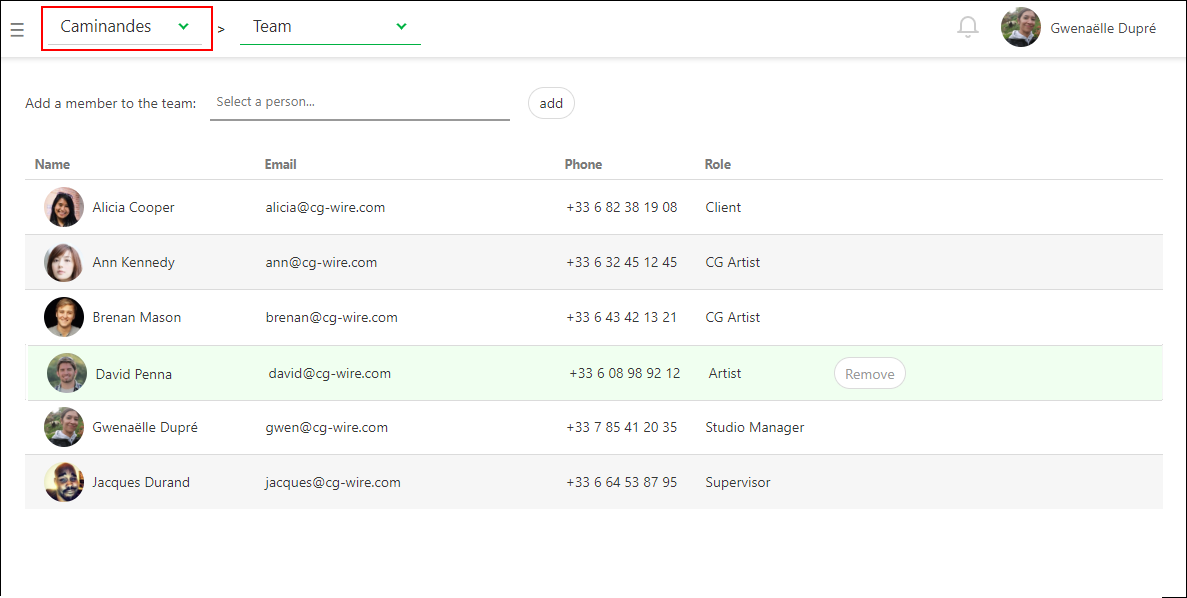 Caminandes > Team Gwenaëlle Dupré
Add a member to the team: Select a person... add
Name Email Phone Role
Alicia Cooper alicia@cg-wire.com +33 6 82 38 19 08 Client
Ann Kennedy ann@cg-wire.com +33 6 32 45 12 45 CG Artist
Brenan Mason brenan@cg-wire.com +33 6 43 42 13 21 CG Artist
David Penna david@cg-wire.com +33 6 08 98 92 12 Artist Remove
Gwenaëlle Dupré gwen@cg-wire.com +33 7 85 41 20 35 Studio Manager
Jacques Durand jacques@cg-wire.com +33 6 64 53 87 95 Supervisor